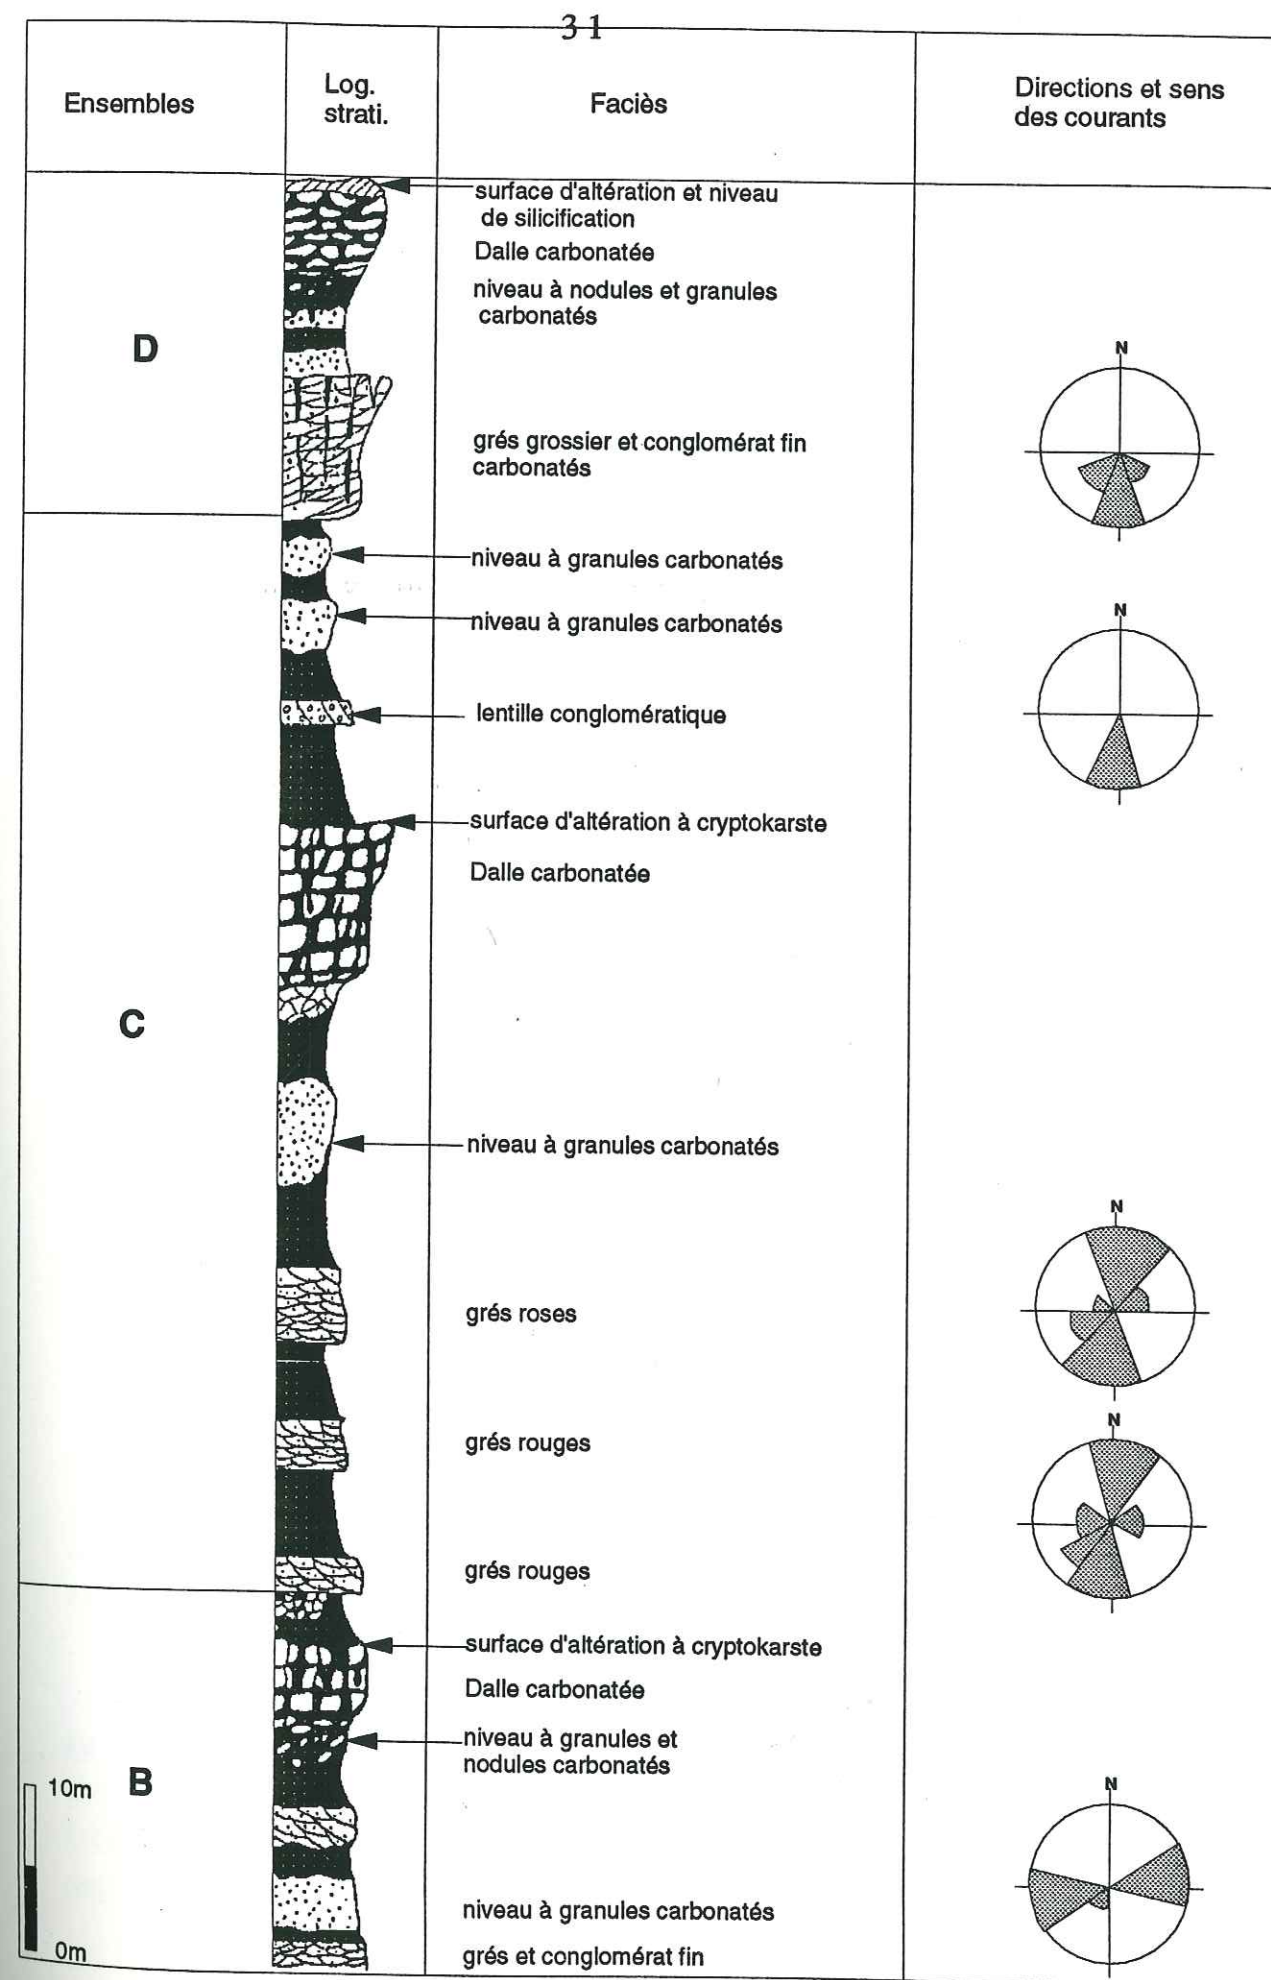 31
Ensembles
Log.
strati.
Faciès
Directions et sens
des courants
surface d'altération et niveau
de silicification
Dalle carbonatée
niveau à nodules et granules
carbonatés
D
N
grés grossier et conglomérat fin
carbonatés
niveau à granules carbonatés
N
niveau à granules carbonatés
lentille conglomératique
surface d'altération à cryptokarste
Dalle carbonatée
C
niveau à granules carbonatés
N
grés roses
N
grés rouges
grés rouges
surface d'altération à cryptokarste
Dalle carbonatée
niveau à granules et
nodules carbonatés
10m
B
N
niveau à granules carbonatés
0m
grés et conglomérat fin